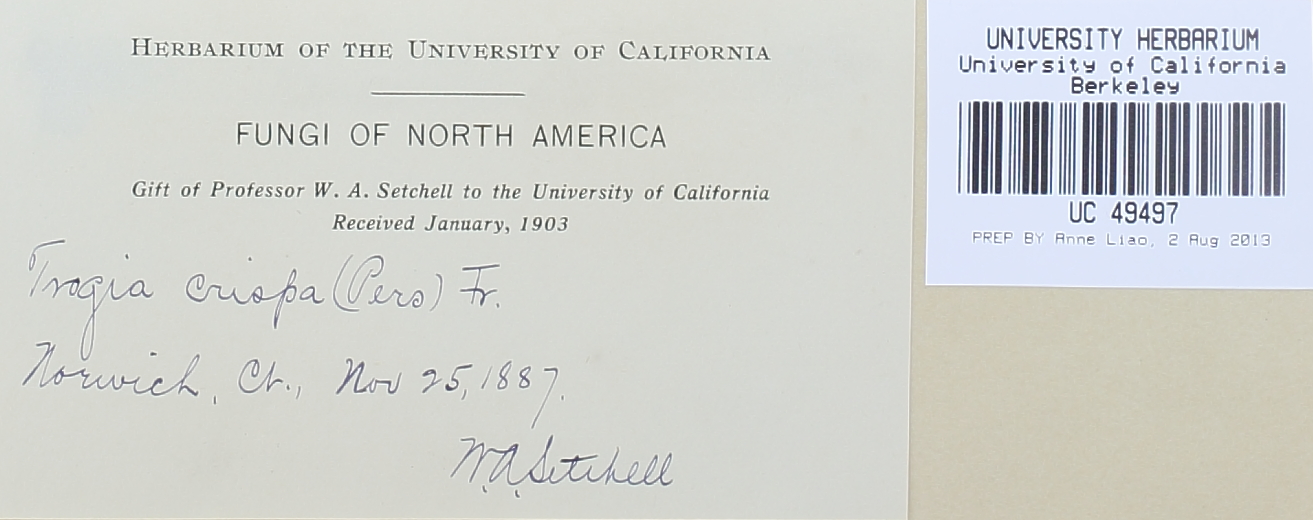 HERBARIUM OF THE UNIVERSITY OF CALIFORNIA
FUNGI OF NORTH AMERICA
Gift of Professor W. A. Setchell to the University of California
Received January, 1903
Trogia crispa (Pers) Fr.
Norwich, Ct., Nov 25, 1887.
W.A. Setchell
UNIVERSITY HERBARIUM
University of California
Berkeley
UC 49497
PREP BY Anne Liao, 2 Aug 2013